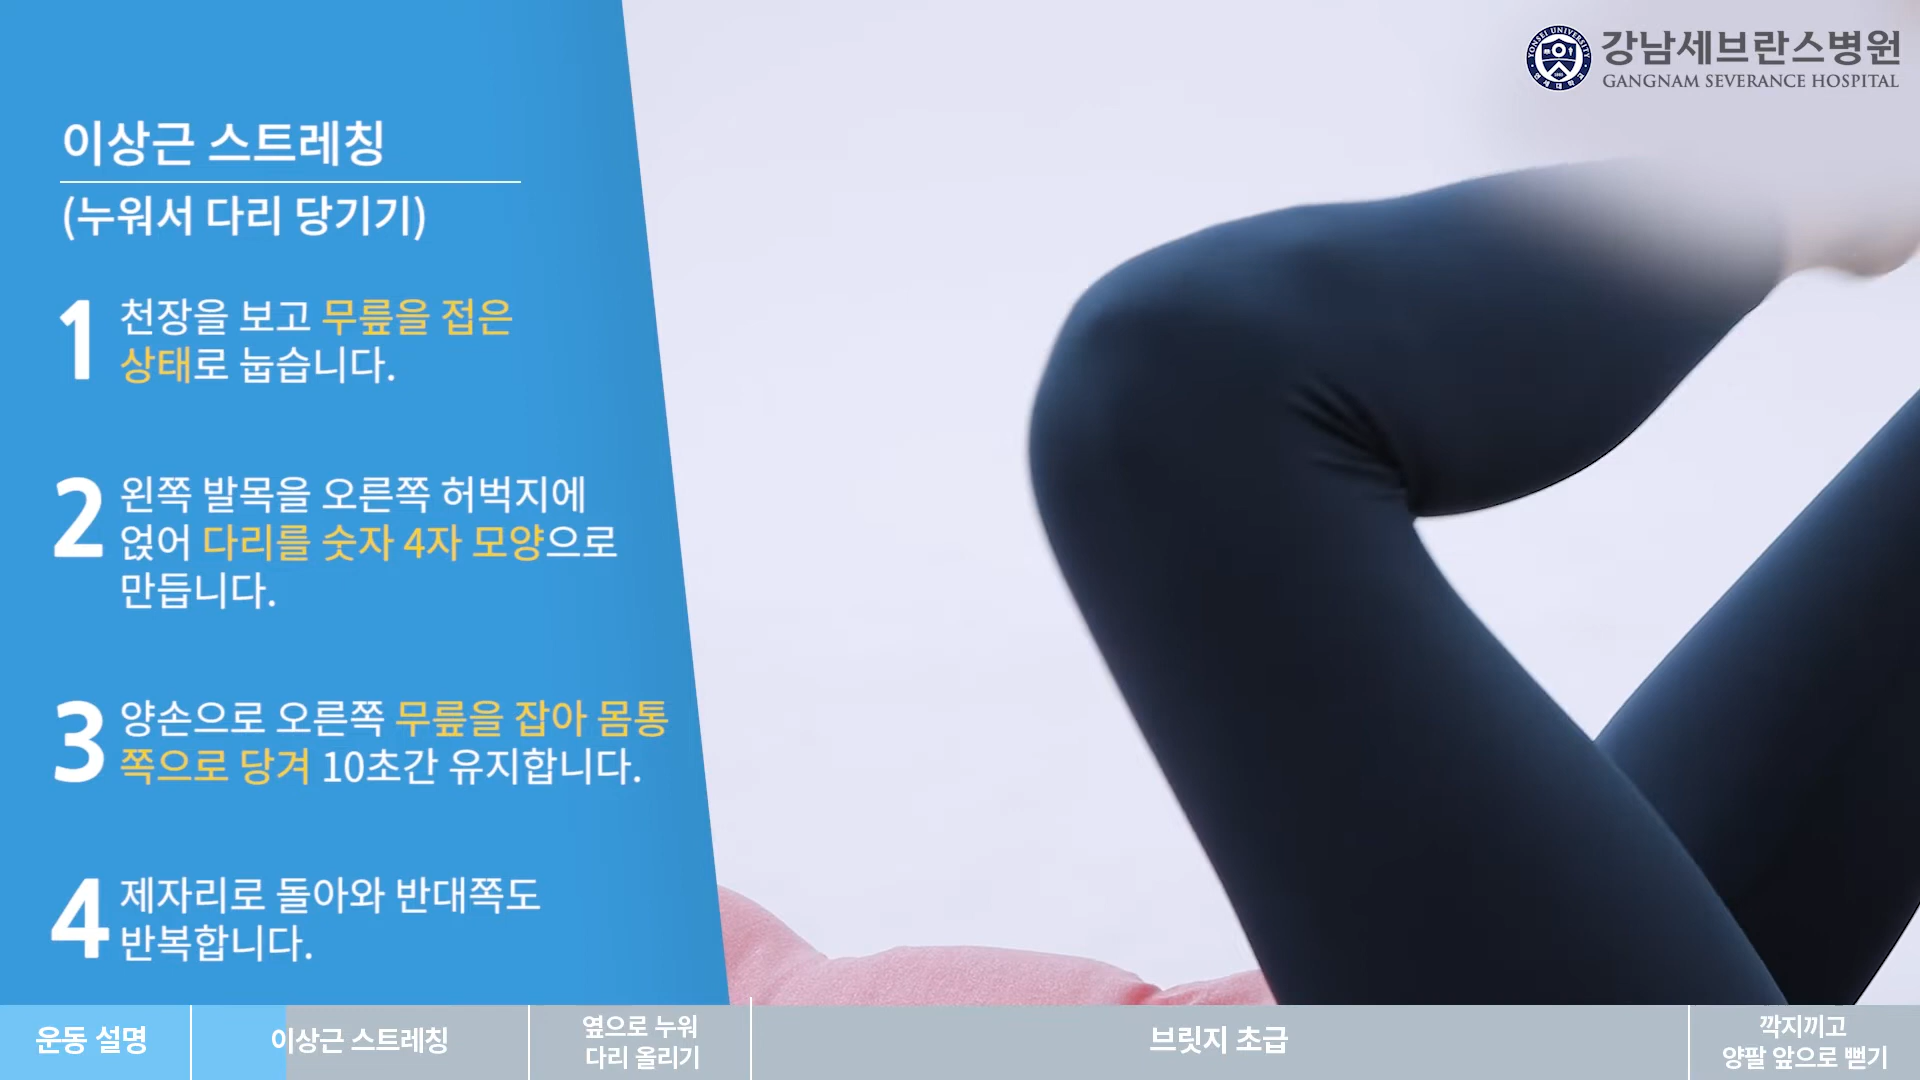 강남세브란스병원
GANGNAM SEVERANCE HOSPITAL
이상근 스트레칭
(누워서 다리 당기기)
1 천장을 보고 무릎을 접은
상태로 눕습니다.
2 왼쪽 발목을 오른쪽 허벅지에
얹어 다리를 숫자 4자 모양으로
만듭니다.
3 양손으로 오른쪽 무릎을 잡아 몸통
쪽으로 당겨 10초간 유지합니다.
4 제자리로 돌아와 반대쪽도
반복합니다.
운동 설명
이상근 스트레칭
옆으로 누워
다리 올리기
브릿지 초급
깍지끼고
양팔 앞으로 뻗기